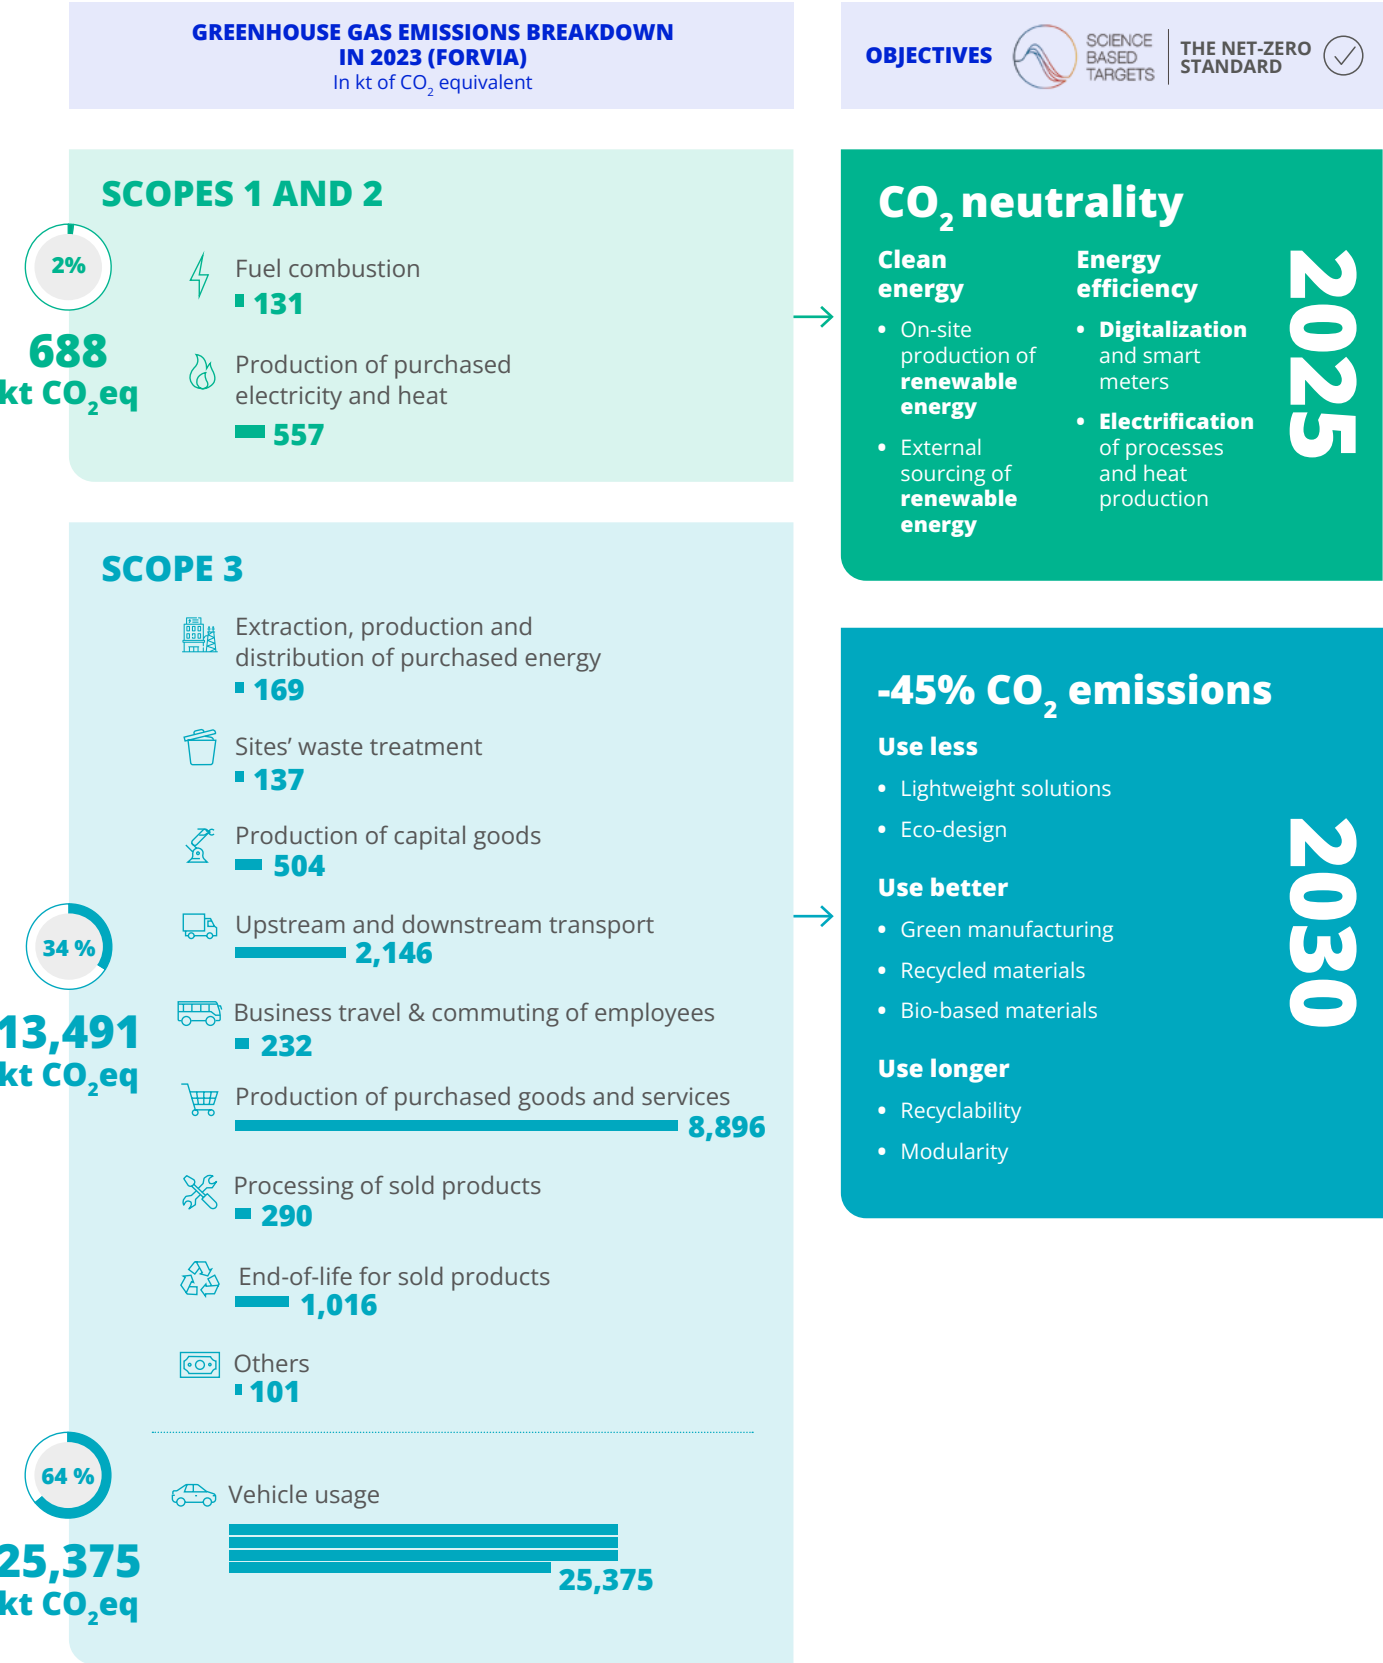 GREENHOUSE GAS EMISSIONS BREAKDOWN
IN 2023 (FORVIA)
In kt of CO2 equivalent
OBJECTIVES
SCIENCE
BASED
TARGETS
THE NET-ZERO
STANDARD
SCOPES 1 AND 2
2%
688
kt CO2eq
Fuel combustion
131
Production of purchased
electricity and heat
557
CO2 neutrality
Clean
energy
• On-site
production of
renewable
energy
• External
sourcing of
renewable
energy
Energy
efficiency
• Digitalization
and smart
meters
• Electrification
of processes
and heat
production
2025
SCOPE 3
34 %
13,491
kt CO2eq
Extraction, production and
distribution of purchased energy
169
Sites’ waste treatment
137
Production of capital goods
504
Upstream and downstream transport
2,146
Business travel & commuting of employees
232
Production of purchased goods and services
8,896
Processing of sold products
290
End-of-life for sold products
1,016
Others
101
64 %
25,375
kt CO2eq
Vehicle usage
25,375
-45% CO2 emissions
Use less
• Lightweight solutions
• Eco-design
Use better
• Green manufacturing
• Recycled materials
• Bio-based materials
Use longer
• Recyclability
• Modularity
2030